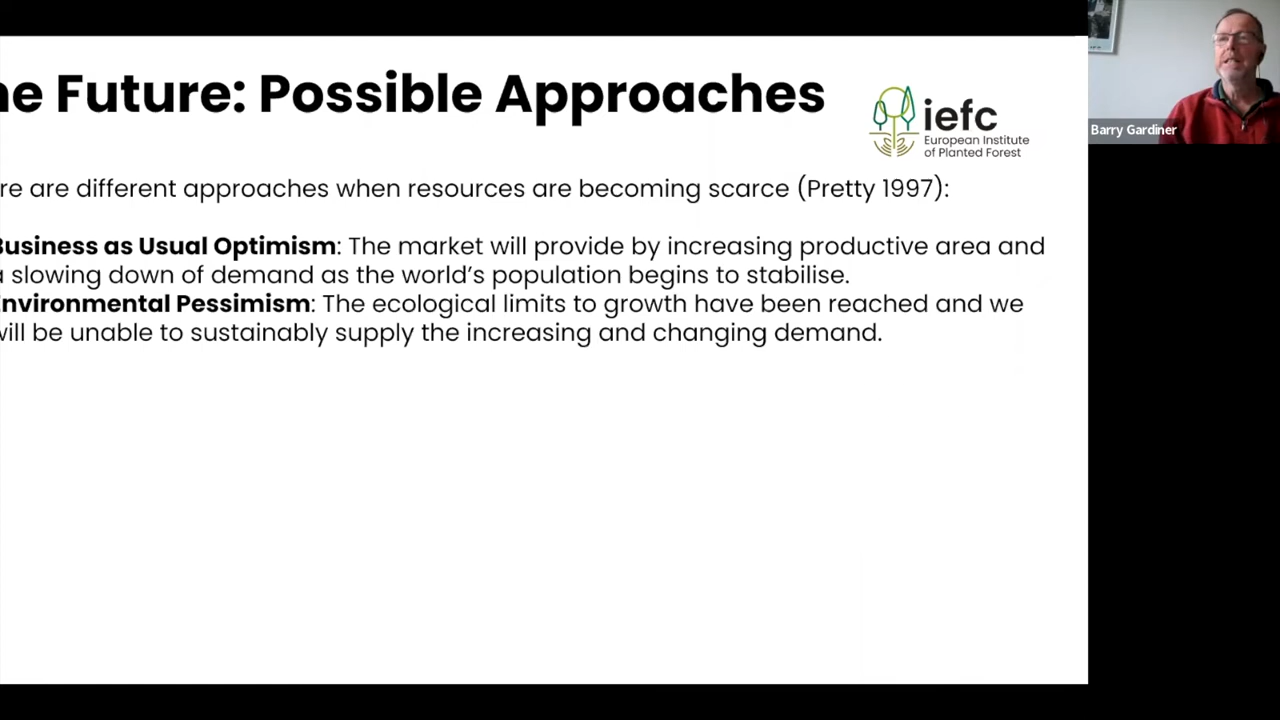 ne Future: Possible Approaches
iefc
European Institute
of Planted Forest
Barry Gardiner
re are different approaches when resources are becoming scarce (Pretty 1997):
Business as Usual Optimism: The market will provide by increasing productive area and
a slowing down of demand as the world's population begins to stabilise.
Environmental Pessimism: The ecological limits to growth have been reached and we
will be unable to sustainably supply the increasing and changing demand.